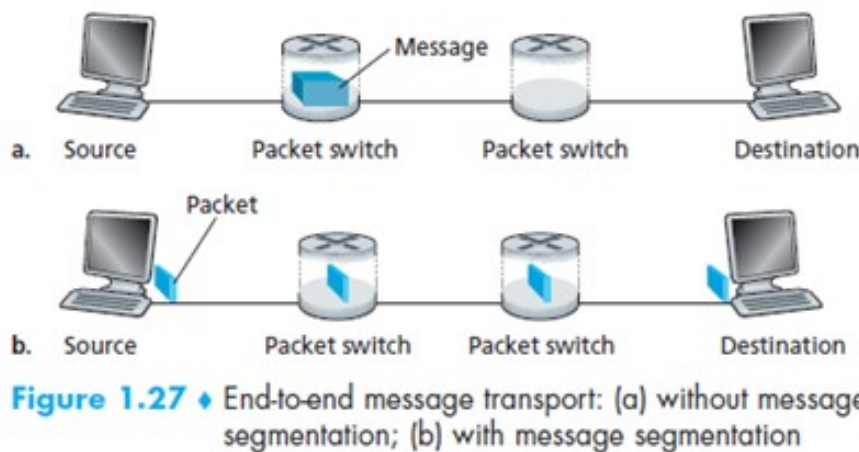 Message
a. Source Packet switch Packet switch Destination
Packet
b. Source Packet switch Packet switch Destination
Figure 1.27 ♦ End-to-end message transport: (a) without message
segmentation; (b) with message segmentation